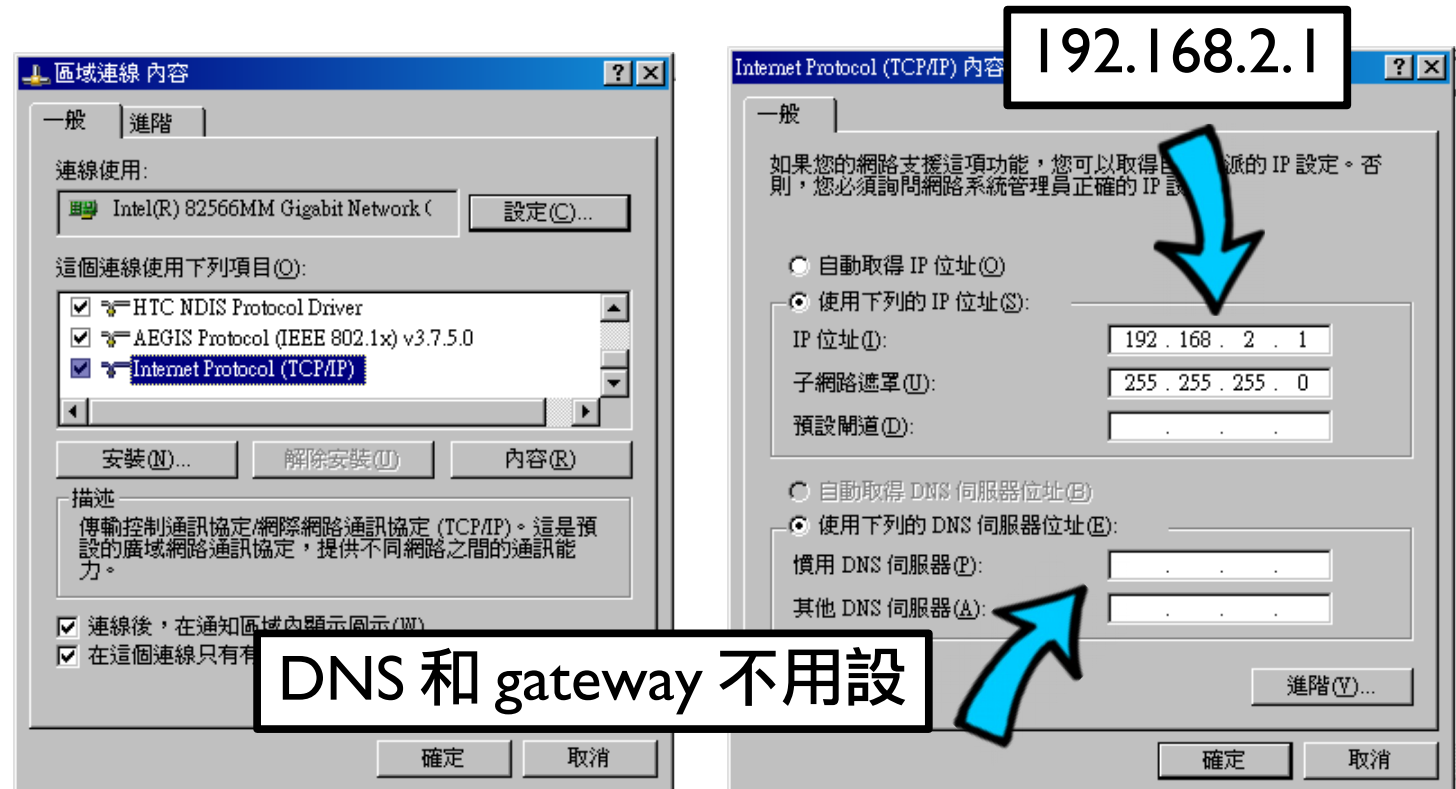 區域連線 內容
一般
進階
連線使用:
Intel(R) 82566MM Gigabit Network (
設定(C)...
這個連線使用下列項目(O):
HTC NDIS Protocol Driver
AEGIS Protocol (IEEE 802.1x) v3.7.5.0
Internet Protocol (TCP/IP)
安裝(N)...
解除安裝(U)
內容(R)
描述
傳輸控制通訊協定/網際網路通訊協定 (TCP/IP)。這是預
設的廣域網路通訊協定，提供不同網路之間的通訊能
力。
連線後，在通知區域內顯示圖示(W)
在這個連線只有有
確定
取消
DNS 和 gateway 不用設
192.168.2.1
Internet Protocol (TCP/IP) 內容
一般
如果您的網路支援這項功能，您可以取得 派的 IP 設定。否
則，您必須詢問網路系統管理員正確的 IP
自動取得 IP 位址(O)
使用下列的 IP 位址(S):
IP 位址(I):
192 . 168 . 2 . 1
子網路遮罩(U):
255 . 255 . 255 . 0
預設閘道(D):
. . .
自動取得 DNS 伺服器位址(B)
使用下列的 DNS 伺服器位址(E):
慣用 DNS 伺服器(P):
. . .
其他 DNS 伺服器(A):
. . .
進階(V)...
確定
取消